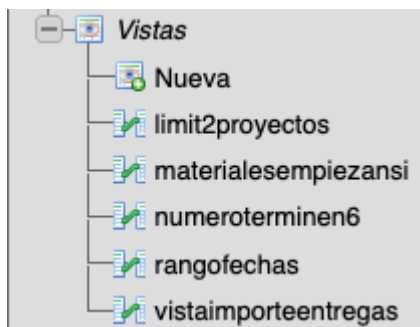 Vistas
Nueva
limit2proyectos
materialesempiezansi
numeroterminen6
rangofechas
vistaimporteentregas